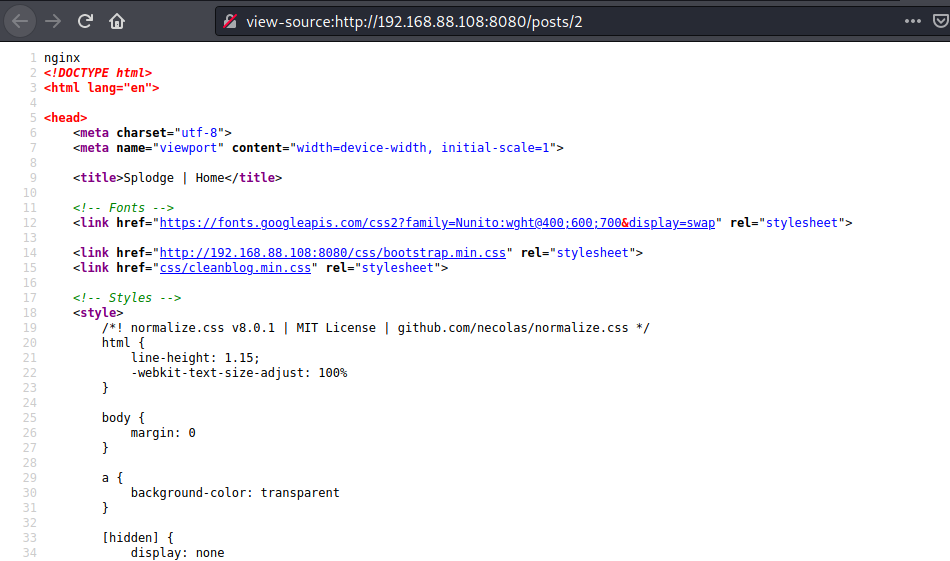 view-source:http://192.168.88.108:8080/posts/2
1 nginx
2 <!DOCTYPE html>
3 <html lang="en">
4
5 <head>
6 <meta charset="utf-8">
7 <meta name="viewport" content="width=device-width, initial-scale=1">
8
9 <title>Splodge | Home</title>
10
11 <!-- Fonts -->
12 <link href="https://fonts.googleapis.com/css2?family=Nunito:wght@400;600;700&display=swap" rel="stylesheet">
13
14 <link href="http://192.168.88.108:8080/css/bootstrap.min.css" rel="stylesheet">
15 <link href="css/cleanblog.min.css" rel="stylesheet">
16
17 <!-- Styles -->
18 <style>
19 /*! normalize.css v8.0.1 | MIT License | github.com/necolas/normalize.css */
20 html {
21 line-height: 1.15;
22 -webkit-text-size-adjust: 100%
23 }
24
25 body {
26 margin: 0
27 }
28
29 a {
30 background-color: transparent
31 }
32
33 [hidden] {
34 display: none